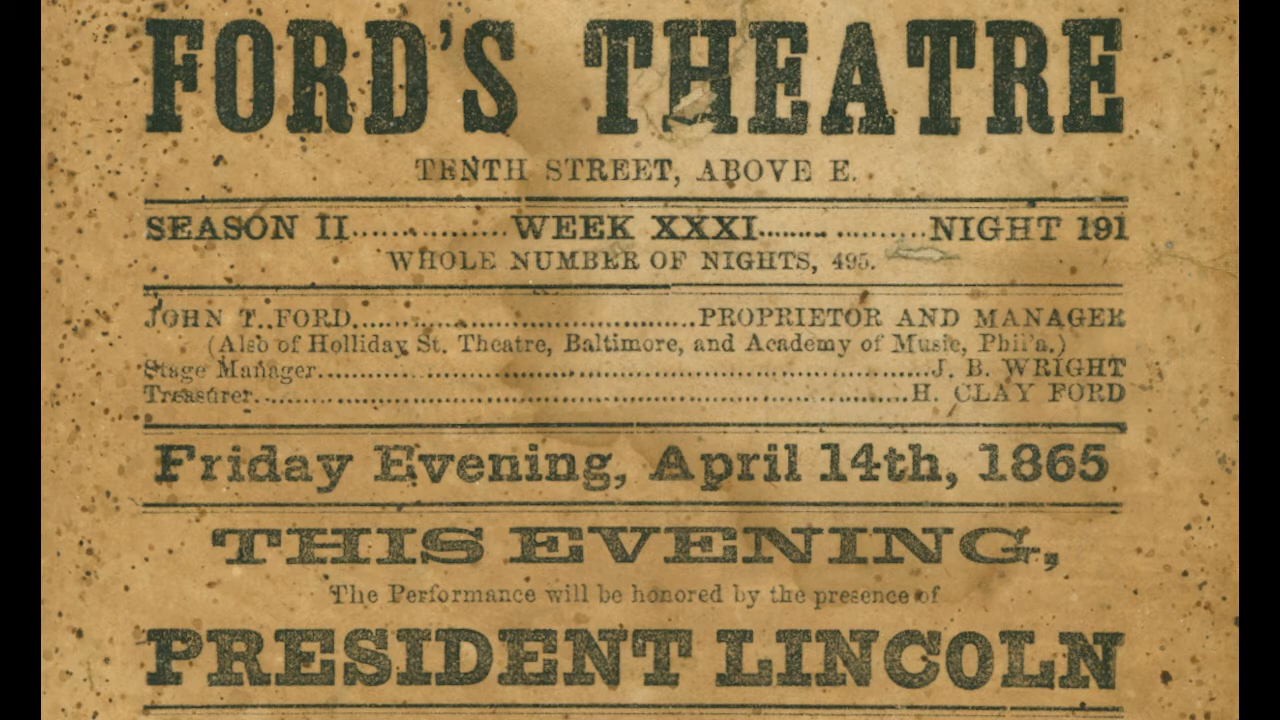 FORD'S THEATRE
TENTH STREET, ABOVE E.
SEASON II.................WEEK XXXI..................NIGHT 191
WHOLE NUMBER OF NIGHTS, 495.
JOHN T. FORD........................................PROPRIETOR AND MANAGER
(Also of Holliday St. Theatre, Baltimore, and Academy of Music, Phil'a.)
Stage Manager........................................J. B. WRIGHT
Treasurer........................................H. CLAY FORD
Friday Evening, April 14th, 1865
THIS EVENING,
The Performance will be honored by the presence of
PRESIDENT LINCOLN